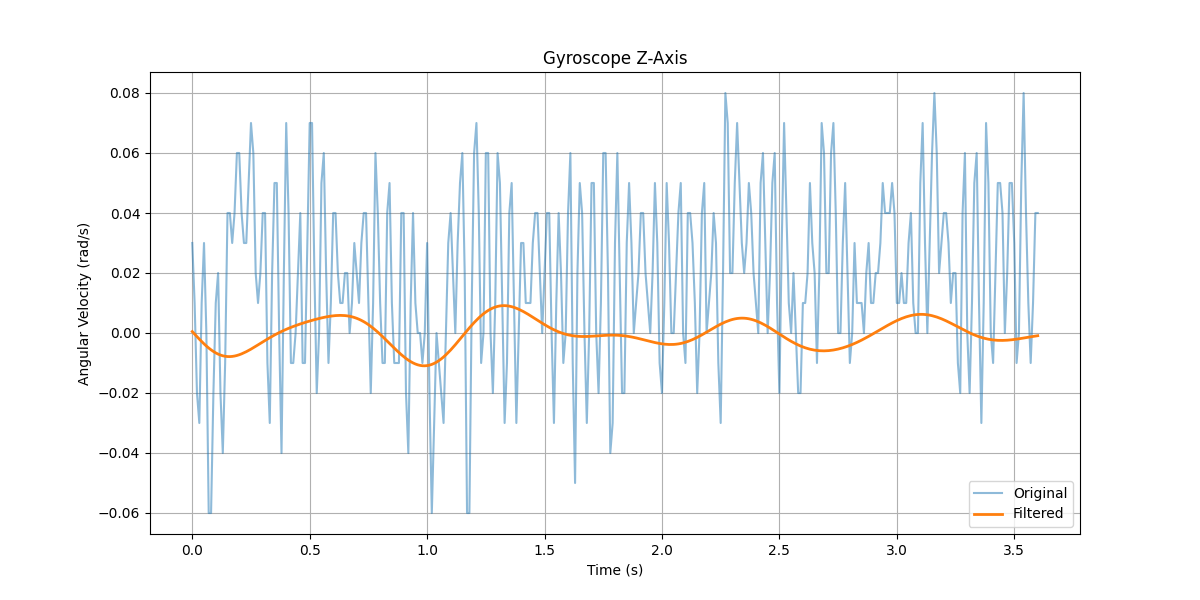 Gyroscope Z-Axis
0.08
0.06
0.04
0.02
0.00
−0.02
−0.04
−0.06
Angular Velocity (rad/s)
Original
Filtered
0.0 0.5 1.0 1.5 2.0 2.5 3.0 3.5
Time (s)